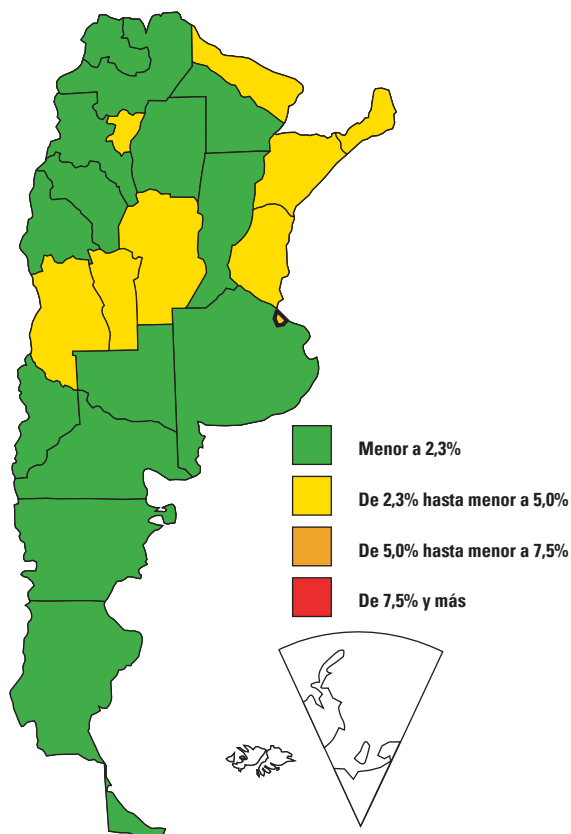 Menor a 2,3%
De 2,3% hasta menor a 5,0%
De 5,0% hasta menor a 7,5%
De 7,5% y más